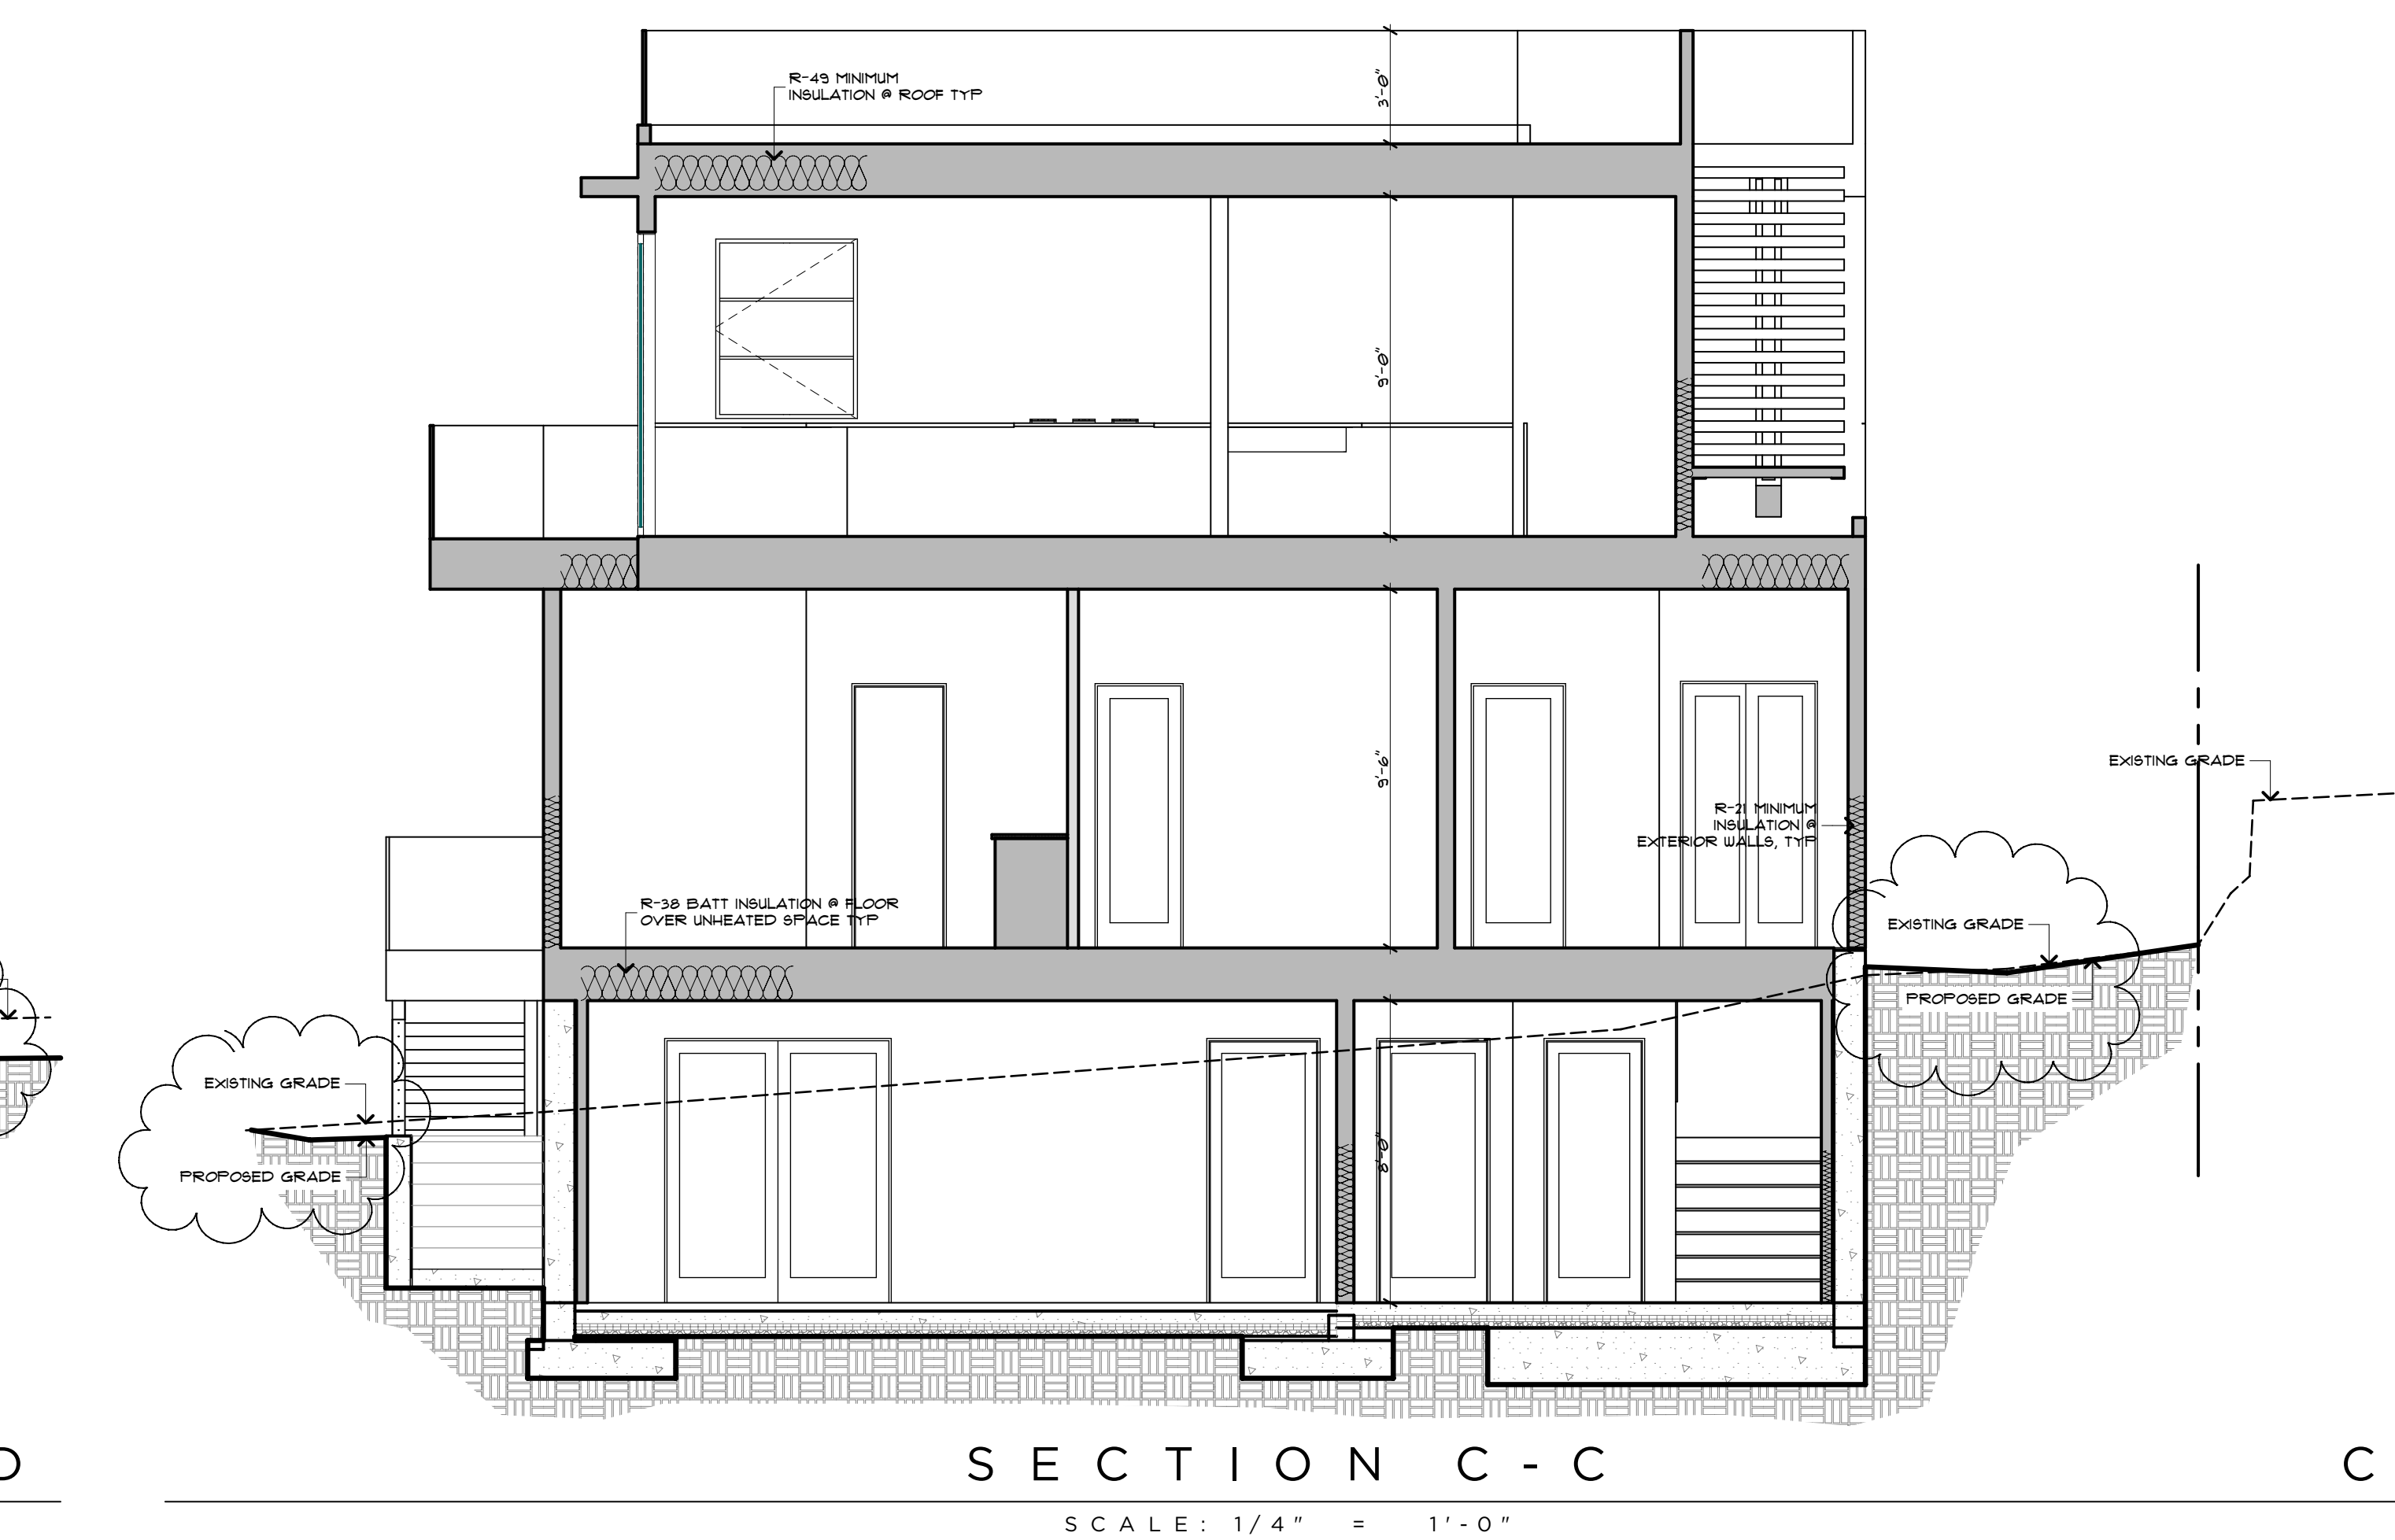 R-49 MINIMUM
INSULATION @ ROOF TYP
3'-0"
9'-0"
9'-6"
EXISTING GRADE
R-21 MINIMUM
INSULATION @
EXTERIOR WALLS, TYP
R-38 BATT INSULATION @ FLOOR
OVER UNHEATED SPACE TYP
EXISTING GRADE
PROPOSED GRADE
EXISTING GRADE
PROPOSED GRADE
8'-0"
D
SECTION C-C
C
SCALE: 1/4" = 1'-0"